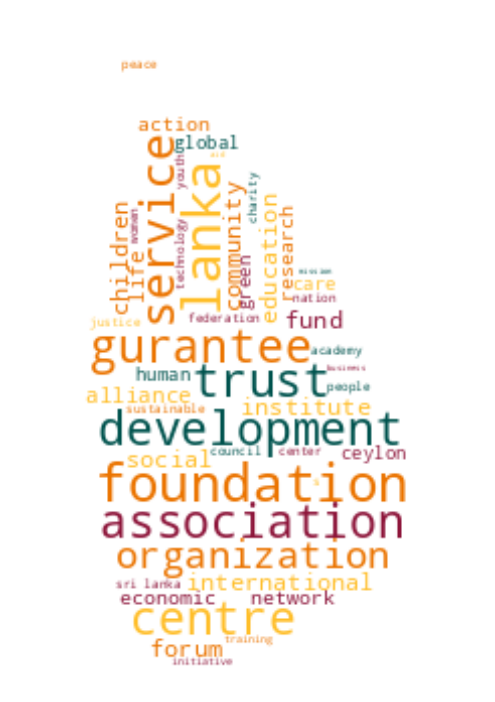 peace
action
global
service
lanka
youth
aid
children
women
life
technology
community
charity
green
education
research
mission
care
nation
justice
federation
fund
gurantee
academy
business
human
trust
people
alliance
sustainable
institute
development
social
council
center
ceylon
foundation
association
organization
sri lanka
international
economic
network
centre
training
forum
initiative